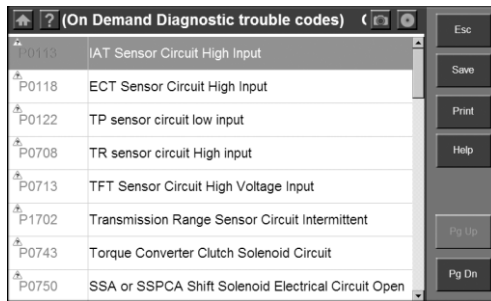 ? (On Demand Diagnostic trouble codes) (
P0113 IAT Sensor Circuit High Input
P0118 ECT Sensor Circuit High Input
P0122 TP sensor circuit low input
P0708 TR sensor circuit High input
P0713 TFT Sensor Circuit High Voltage Input
P1702 Transmission Range Sensor Circuit Intermittent
P0743 Torque Converter Clutch Solenoid Circuit
P0750 SSA or SSPCA Shift Solenoid Electrical Circuit Open
Esc
Save
Print
Help
Pg Up
Pg Dn